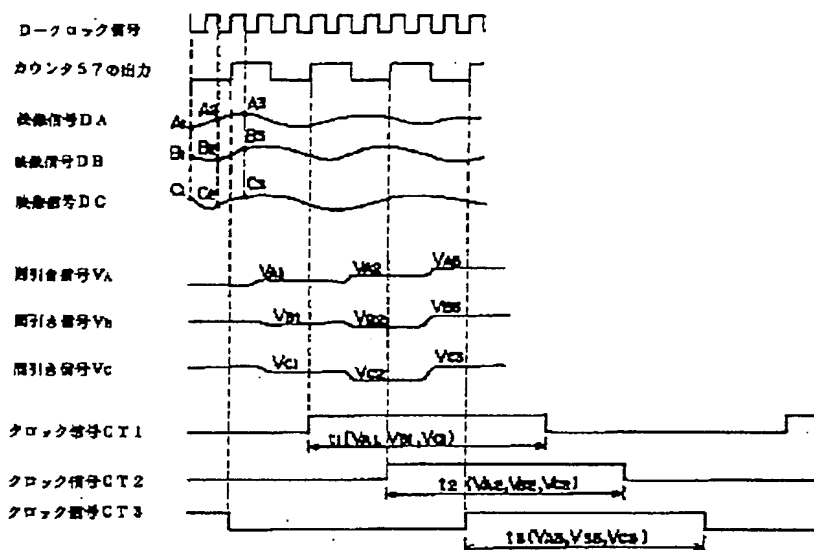 Dークロック信号
カウンタ57の出力
映像信号DA
A1 A2 A3
映像信号DB
B1 B2 B3
映像信号DC
C1 C2 C3
間引き信号VA
VA1 VA2 VA3
間引き信号VB
VB1 VB2 VB3
間引き信号VC
VC1 VC2 VC3
クロック信号CT1
t1(VA1,VB1,VC1)
クロック信号CT2
t2(VA2,VB2,VC2)
クロック信号CT3
t3(VA3,VB3,VC3)